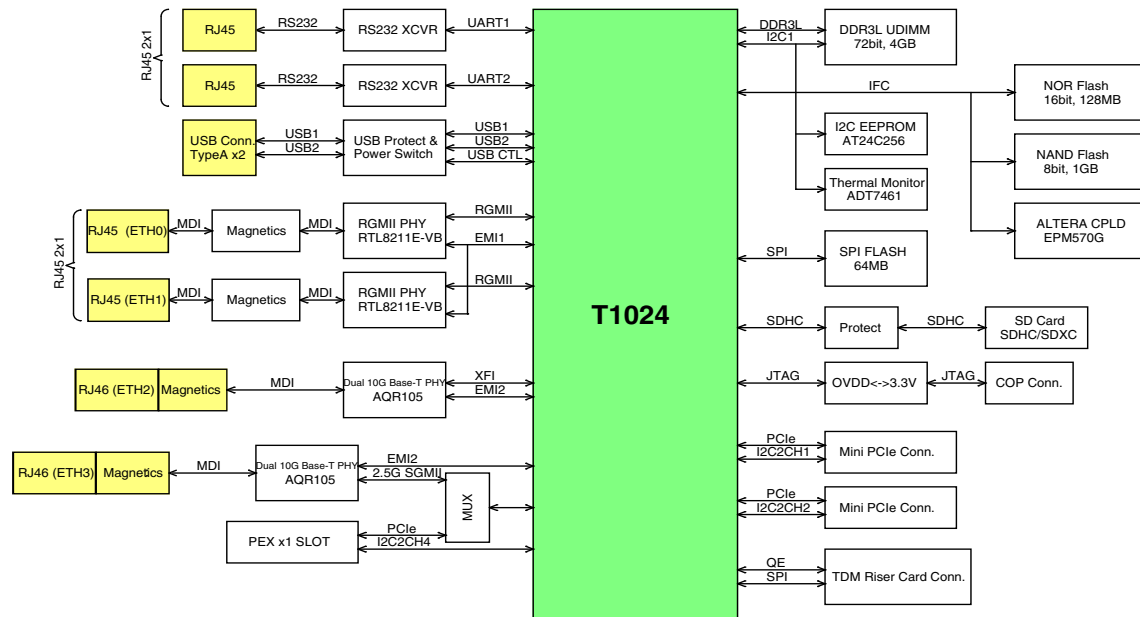 RJ45 2x1
RJ45
RS232
RS232 XCVR
UART1
RJ45
RS232
RS232 XCVR
UART2
USB Conn.
TypeA x2
USB1
USB2
USB Protect &
Power Switch
USB1
USB2
USB CTL
RJ45 2x1
RJ45 (ETH0)
MDI
Magnetics
MDI
RGMII PHY
RTL8211E-VB
RGMII
EMI1
RJ45 (ETH1)
MDI
Magnetics
MDI
RGMII PHY
RTL8211E-VB
RGMII
RJ46 (ETH2)
Magnetics
MDI
Dual 10G Base-T PHY
AQR105
XFI
EMI2
RJ46 (ETH3)
Magnetics
MDI
Dual 10G Base-T PHY
AQR105
EMI2
2.5G SGMII
MUX
PEX x1 SLOT
PCIe
I2C2CH4
T1024
DDR3L
I2C1
DDR3L UDIMM
72bit, 4GB
IFC
NOR Flash
16bit, 128MB
I2C EEPROM
AT24C256
NAND Flash
8bit, 1GB
Thermal Monitor
ADT7461
ALTERA CPLD
EPM570G
SPI
SPI FLASH
64MB
SDHC
Protect
SDHC
SD Card
SDHC/SDXC
JTAG
OVDD<->3.3V
JTAG
COP Conn.
PCIe
I2C2CH1
Mini PCIe Conn.
PCIe
I2C2CH2
Mini PCIe Conn.
QE
SPI
TDM Riser Card Conn.